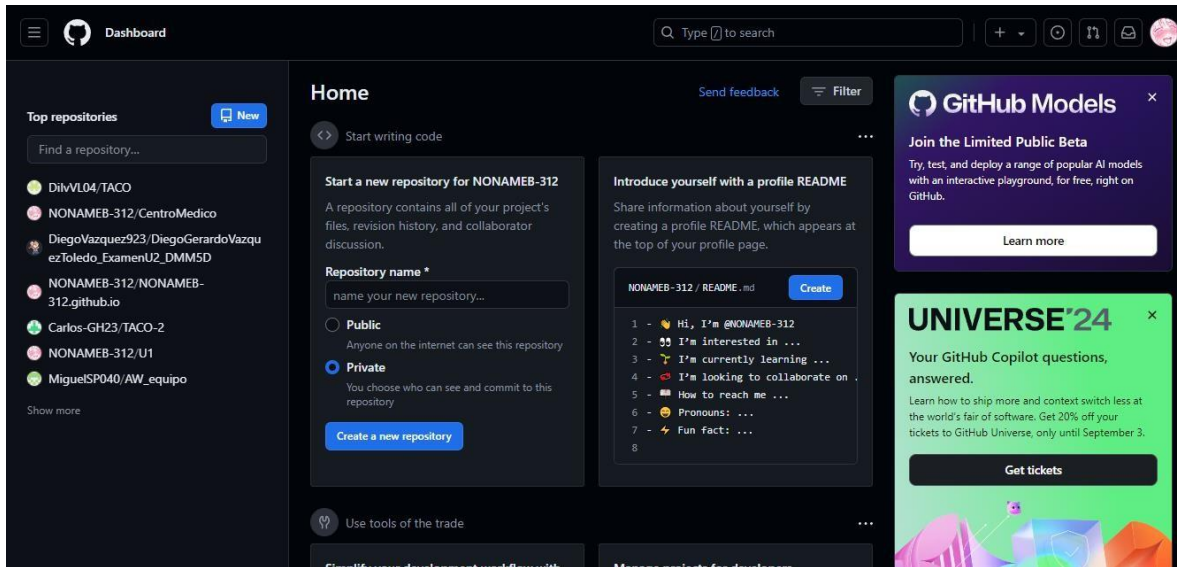 Dashboard
Type / to search
Top repositories
New
Find a repository...
DilvVL04/TACO
NONAMEB-312/CentroMedico
DiegoVazquez923/DiegoGerardoVazqu
ezToledo_ExamenU2_DMM5D
NONAMEB-312/NONAMEB-
312.github.io
Carlos-GH23/TACO-2
NONAMEB-312/U1
MiguelSP040/AW_equipo
Show more
Home
Send feedback
Filter
Start writing code
Start a new repository for NONAMEB-312
A repository contains all of your project's
files, revision history, and collaborator
discussion.
Repository name *
name your new repository...
Public
Anyone on the internet can see this repository
Private
You choose who can see and commit to this
repository
Create a new repository
Introduce yourself with a profile README
Share information about yourself by
creating a profile README, which appears at
the top of your profile page.
NONAMEB-312 / README.md
Create
1 - 👋 Hi, I'm @NONAMEB-312
2 - 👀 I'm interested in ...
3 - 🌱 I'm currently learning ...
4 - 💞️ I'm looking to collaborate on .
5 - 📫 How to reach me ...
6 - 😄 Pronouns: ...
7 - ⚡ Fun fact: ...
8
Use tools of the trade
Simplify your development workflow with
Manage projects for developers
GitHub Models
Join the Limited Public Beta
Try, test, and deploy a range of popular AI models
with an interactive playground, for free, right on
GitHub.
Learn more
UNIVERSE'24
Your GitHub Copilot questions,
answered.
Learn how to ship more and context switch less at
the world's fair of software. Get 20% off your
tickets to GitHub Universe, only until September 3.
Get tickets